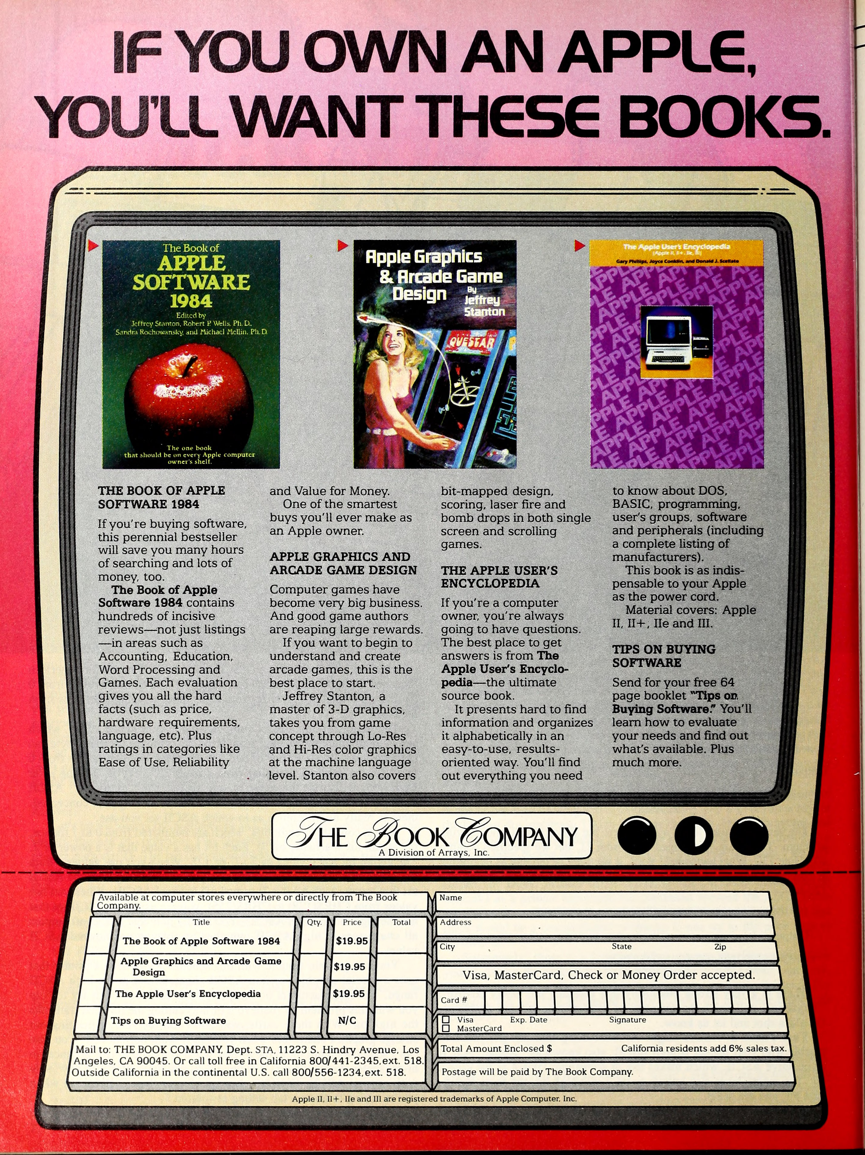 IF YOU OWN AN APPLE,
YOU'LL WANT THESE BOOKS.
The Book of
APPLE
SOFTWARE
1984
Edited by
Jeffrey Stanton, Robert P. Wells, Ph.D.,
Sandra Rochowansky, and Michael Mellin, Ph.D.
The one book
that should be on every Apple computer
owner's shelf.
Apple Graphics
& Arcade Game
Design
By
Jeffrey
Stanton
QUESTAR
The Apple User's Encyclopedia
(Apple II, II+, IIe, III)
Gary Phillips, Joyce Conklin, and Donald J. Scellato
THE BOOK OF APPLE
SOFTWARE 1984
If you're buying software,
this perennial bestseller
will save you many hours
of searching and lots of
money, too.
The Book of Apple
Software 1984 contains
hundreds of incisive
reviews—not just listings
—in areas such as
Accounting, Education,
Word Processing and
Games. Each evaluation
gives you all the hard
facts (such as price,
hardware requirements,
language, etc). Plus
ratings in categories like
Ease of Use, Reliability
and Value for Money.
One of the smartest
buys you'll ever make as
an Apple owner.
APPLE GRAPHICS AND
ARCADE GAME DESIGN
Computer games have
become very big business.
And good game authors
are reaping large rewards.
If you want to begin to
understand and create
arcade games, this is the
best place to start.
Jeffrey Stanton, a
master of 3-D graphics,
takes you from game
concept through Lo-Res
and Hi-Res color graphics
at the machine language
level. Stanton also covers
bit-mapped design,
scoring, laser fire and
bomb drops in both single
screen and scrolling
games.
THE APPLE USER'S
ENCYCLOPEDIA
If you're a computer
owner, you're always
going to have questions.
The best place to get
answers is from The
Apple User's Encyclo-
pedia—the ultimate
source book.
It presents hard to find
information and organizes
it alphabetically in an
easy-to-use, results-
oriented way. You'll find
out everything you need
to know about DOS,
BASIC, programming,
user's groups, software
and peripherals (including
a complete listing of
manufacturers).
This book is as indis-
pensable to your Apple
as the power cord.
Material covers: Apple
II, II+, IIe and III.
TIPS ON BUYING
SOFTWARE
Send for your free 64
page booklet "Tips on
Buying Software." You'll
learn how to evaluate
your needs and find out
what's available. Plus
much more.
THE BOOK COMPANY
A Division of Arrays, Inc.
Available at computer stores everywhere or directly from The Book
Company.
Title Qty. Price Total
The Book of Apple Software 1984 $19.95
Apple Graphics and Arcade Game
Design $19.95
The Apple User's Encyclopedia $19.95
Tips on Buying Software N/C
Mail to: THE BOOK COMPANY, Dept. STA, 11223 S. Hindry Avenue, Los
Angeles, CA 90045. Or call toll free in California 800/441-2345, ext. 518.
Outside California in the continental U.S. call 800/556-1234, ext. 518.
Name
Address
City State Zip
Visa, MasterCard, Check or Money Order accepted.
Card #
Visa Exp. Date Signature
MasterCard
Total Amount Enclosed $ California residents add 6% sales tax.
Postage will be paid by The Book Company.
Apple II, II+, IIe and III are registered trademarks of Apple Computer, Inc.